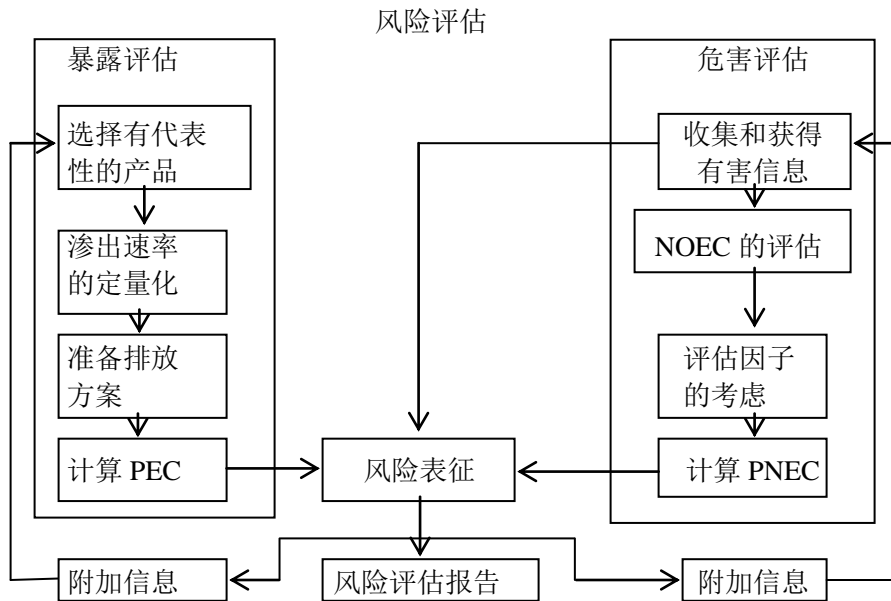 风险评估
暴露评估
选择有代表
性的产品
渗出速率
的定量化
准备排放
方案
计算 PEC
危害评估
收集和获得
有害信息
NOEC 的评估
评估因子
的考虑
计算 PNEC
风险表征
附加信息
风险评估报告
附加信息